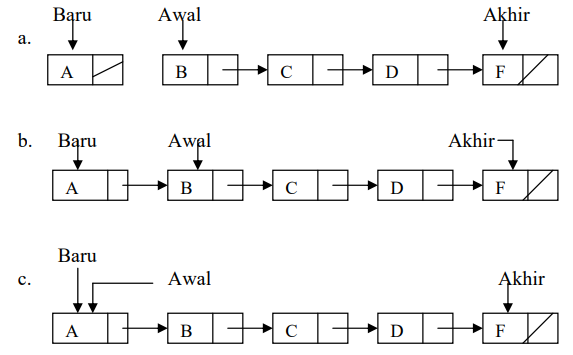 Baru Awal Akhir
a.
A B C D F
b. Baru Awal Akhir
A B C D F
Baru
c. Awal Akhir
A B C D F